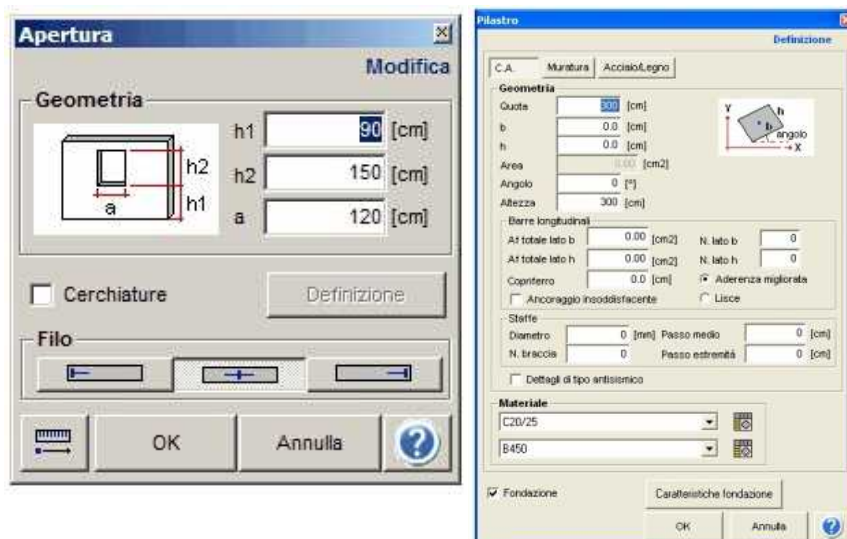 Apertura
Modifica
Geometria
h2
h1
a
h1 90 [cm]
h2 150 [cm]
a 120 [cm]
Cerchiature Definizione
Filo
OK Annulla ?
Pilastro
Definizione
C.A. Muratura Acciaio/Legno
Geometria
Quota 300 [cm]
b 0.0 [cm]
h 0.0 [cm]
Area 0.00 [cm2]
Angolo 0 [°]
Altezza 300 [cm]
Y h
b
angolo
X
Barre longitudinali
Af totale lato b 0.00 [cm2] N. lato b 0
Af totale lato h 0.00 [cm2] N. lato h 0
Copriferro 0.0 [cm] Aderenza migliorata
Ancoraggio insoddisfacente Lisce
Staffe
Diametro 0 [mm] Passo medio 0 [cm]
N. braccia 0 Passo estremità 0 [cm]
Dettagli di tipo antisismico
Materiale
C20/25
B450
Fondazione Caratteristiche fondazione
OK Annulla ?